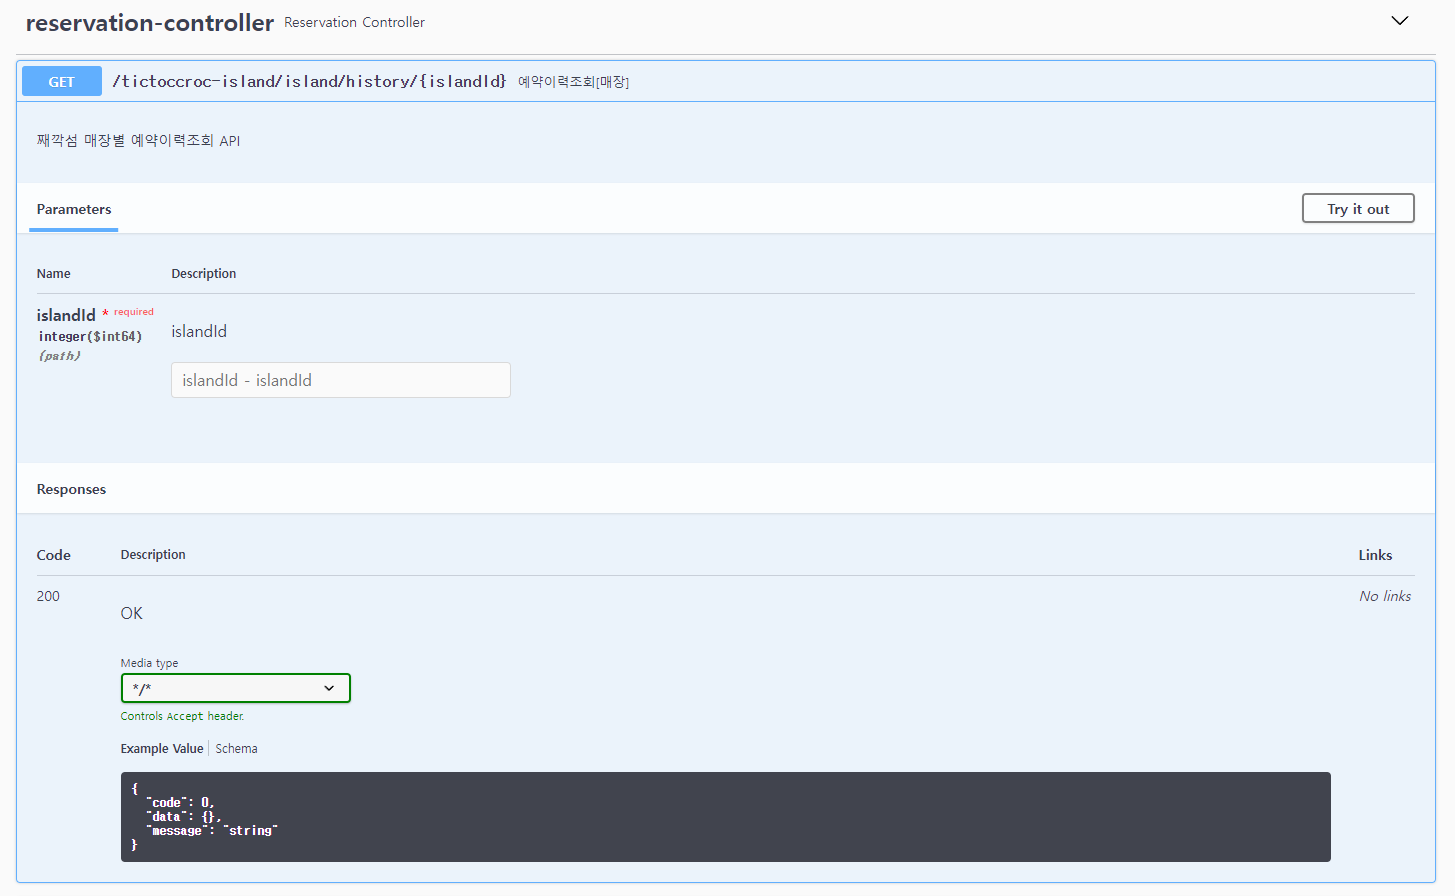 reservation-controller Reservation Controller
GET /tictoccroc-island/island/history/{islandId} 예약이력조회[매장]
째깍섬 매장별 예약이력조회 API
Parameters
Try it out
Name Description
islandId * required
integer($int64)
(path)
islandId
islandId - islandId
Responses
Code Description Links
200
OK
No links
Media type
*/*
Controls Accept header.
Example Value Schema
{
"code": 0,
"data": {},
"message": "string"
}